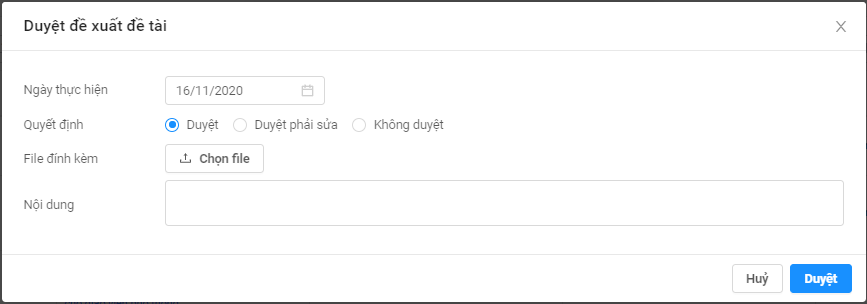 Duyệt đề xuất đề tài
Ngày thực hiện 16/11/2020
Quyết định Duyệt Duyệt phải sửa Không duyệt
File đính kèm Chọn file
Nội dung
Huỷ Duyệt